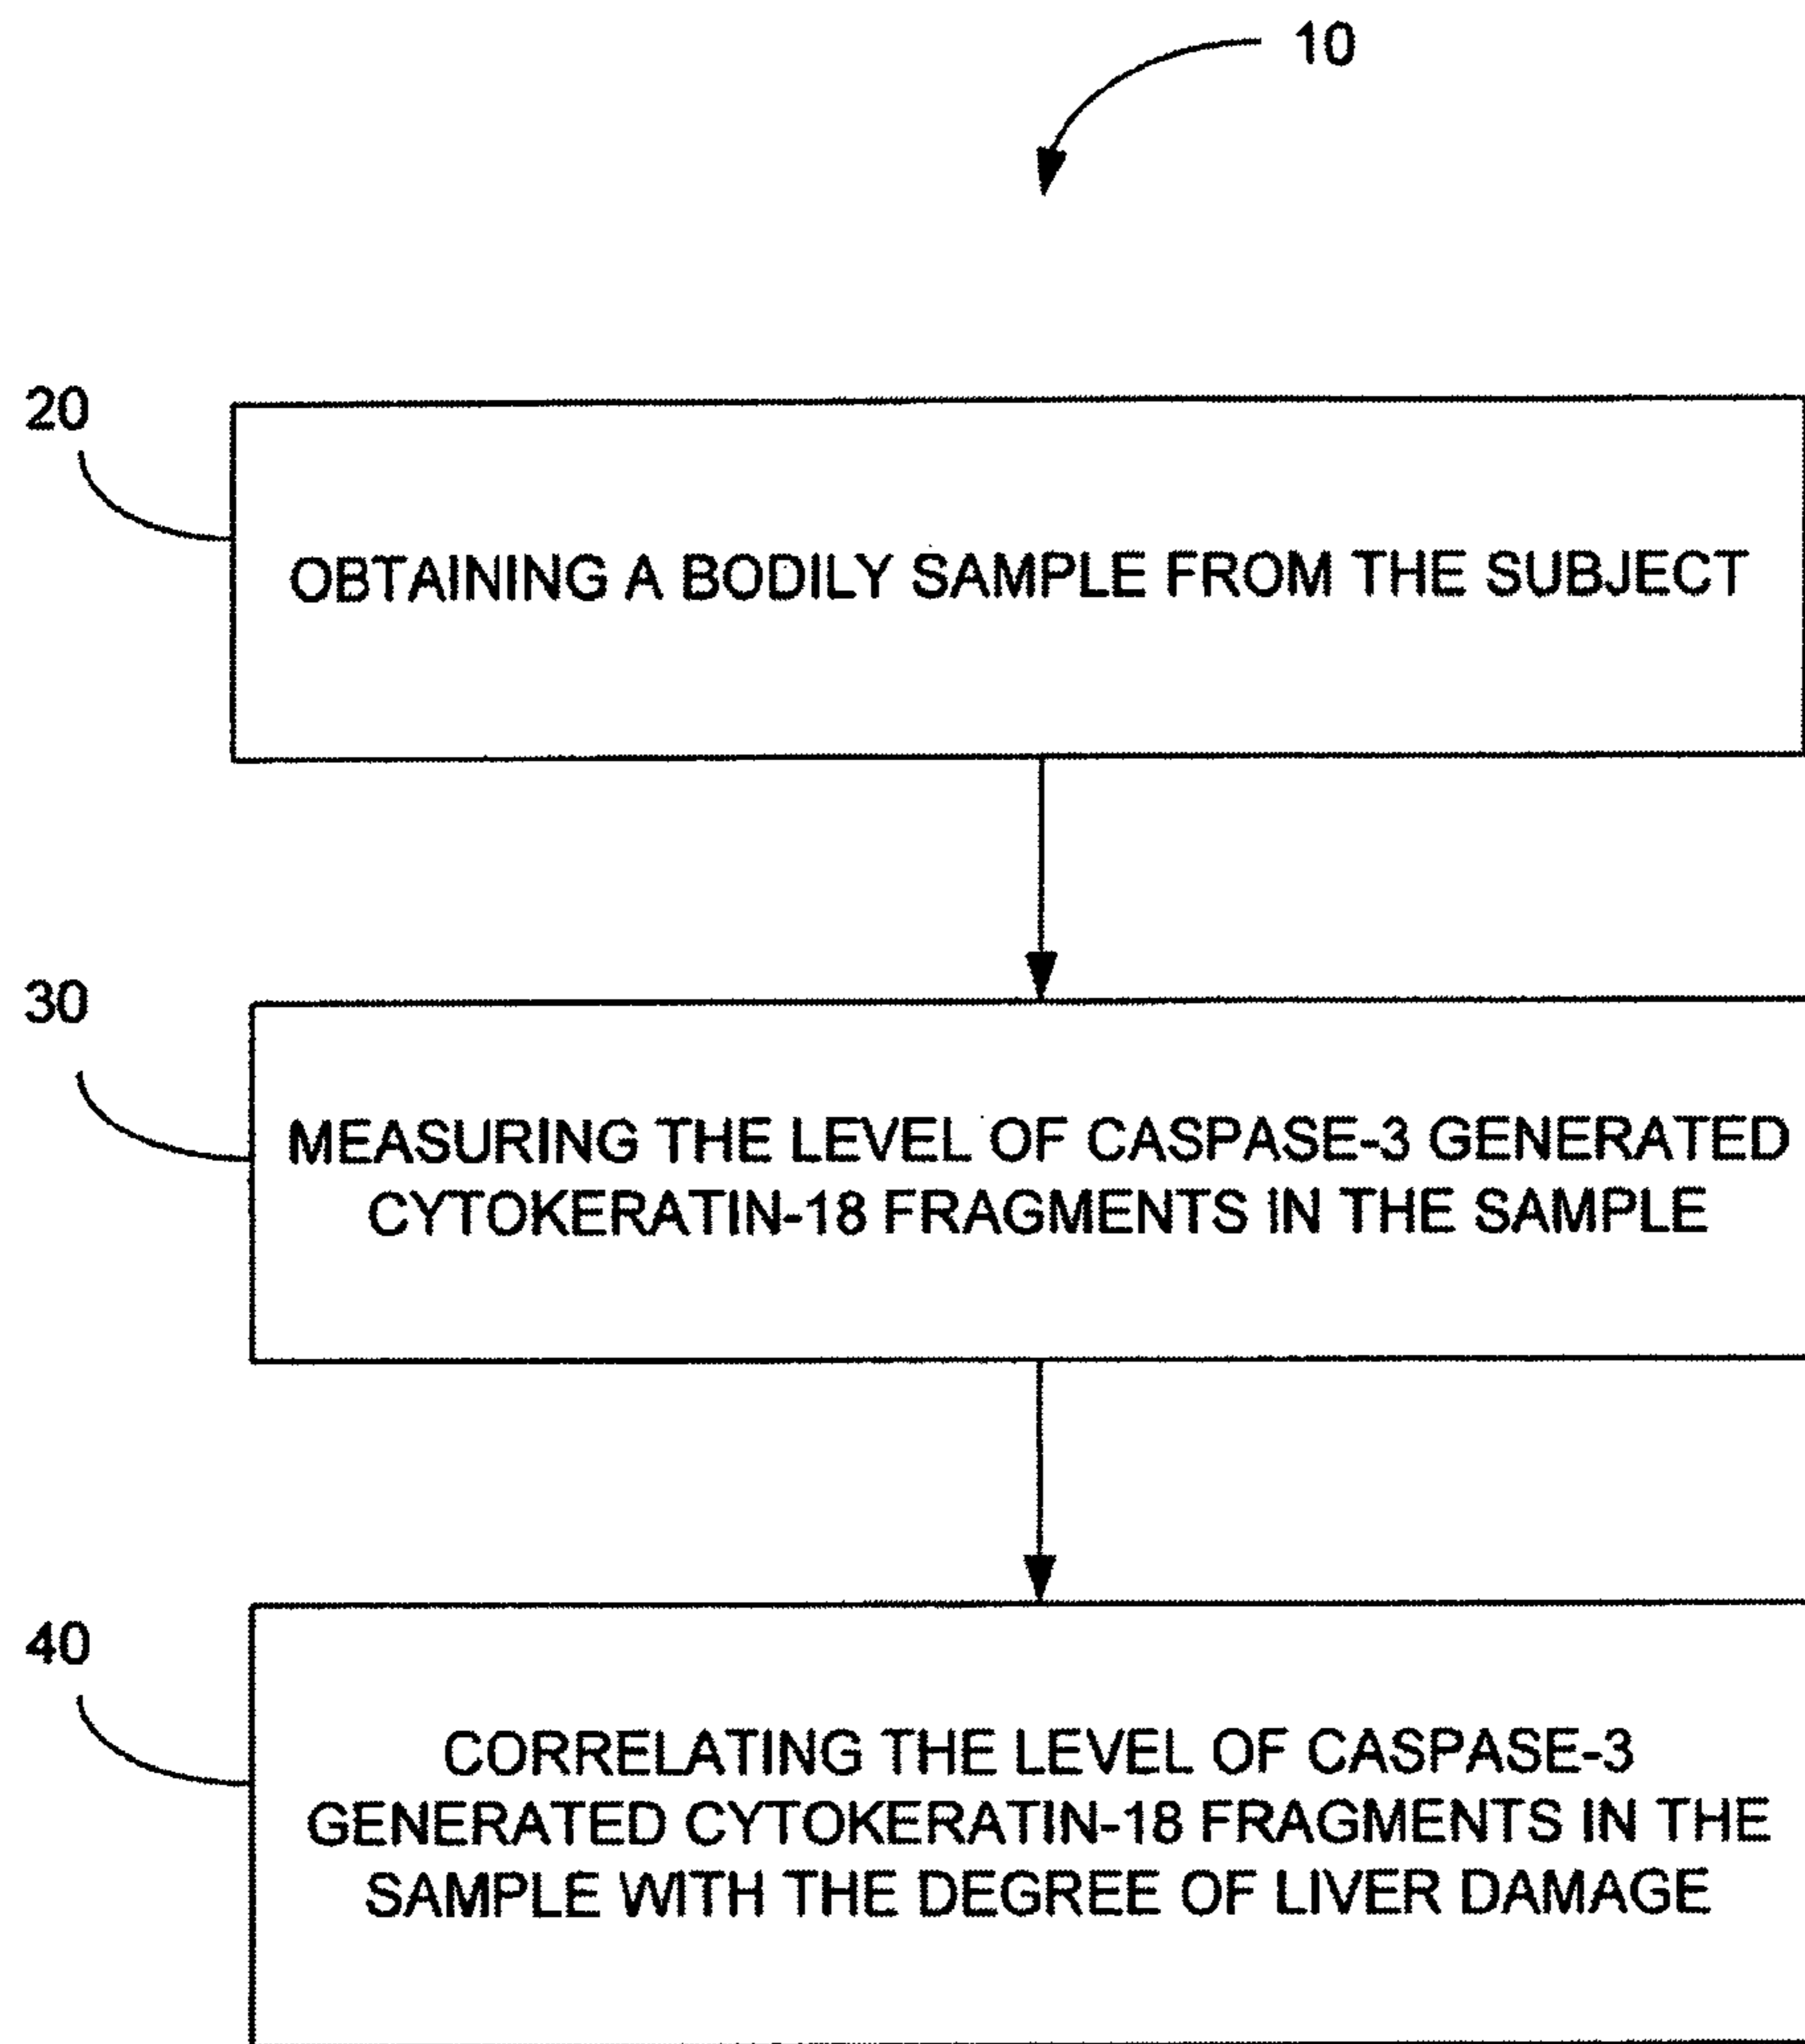 10
20
OBTAINING A BODILY SAMPLE FROM THE SUBJECT
30
MEASURING THE LEVEL OF CASPASE-3 GENERATED
CYTOKERATIN-18 FRAGMENTS IN THE SAMPLE
40
CORRELATING THE LEVEL OF CASPASE-3
GENERATED CYTOKERATIN-18 FRAGMENTS IN THE
SAMPLE WITH THE DEGREE OF LIVER DAMAGE